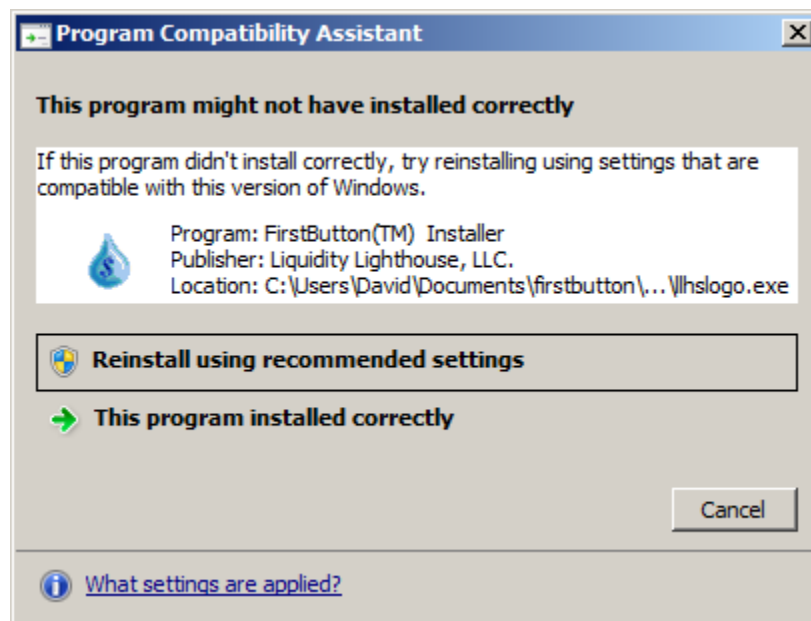 Program Compatibility Assistant
This program might not have installed correctly
If this program didn't install correctly, try reinstalling using settings that are
compatible with this version of Windows.
Program: FirstButton(TM) Installer
Publisher: Liquidity Lighthouse, LLC.
Location: C:\Users\David\Documents\firstbutton\...\llhslogo.exe
Reinstall using recommended settings
This program installed correctly
Cancel
What settings are applied?